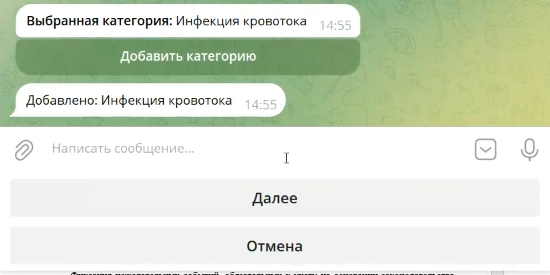 Выбранная категория: Инфекция кровотока 14:55
Добавить категорию
Добавлено: Инфекция кровотока 14:55
Написать сообщение...
Далее
Отмена